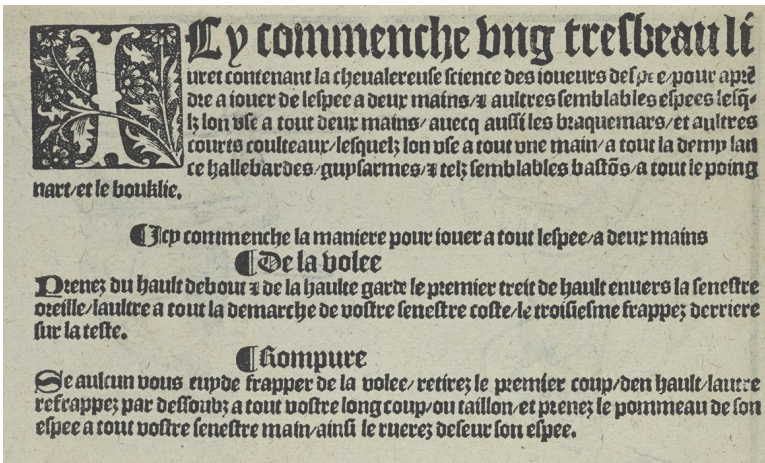 ICy commenche vng tresbeau li
uret contenant la cheualereuse science des ioueurs despee/pour aprẽ
dre a iouer de lespee a deux mains/⁊ aultres semblables espees lesq̃-
lz lon vse a tout deux mains/auecq aussi les braquemars/et aultres
courts coulteaux/lesquelz lon vse a tout vne main/a tout la demy lan
ce hallebardes/guysarmes/⁊ telz semblables bastõs/a tout le poing
nart/et le bouklie.
¶Icy commenche la maniere pour iouer a tout lespee/a deux mains
¶De la volee
Prenez du hault debout ⁊ de la haulte garde le premier treit de hault enuers la senestre
oreille/laultre a tout la demarche de vostre senestre coste/le troisiesme frappez derriere
sur la teste.
¶Rompure
Se aulcun vous cuyde frapper de la volee/retirez le premier coup/den hault/lautre
refrappez par dessoubz a tout vostre long coup/ou taillon/et prenez le pommeau de son
espee a tout vostre senestre main/ainsi le ruerez deseur son espee.